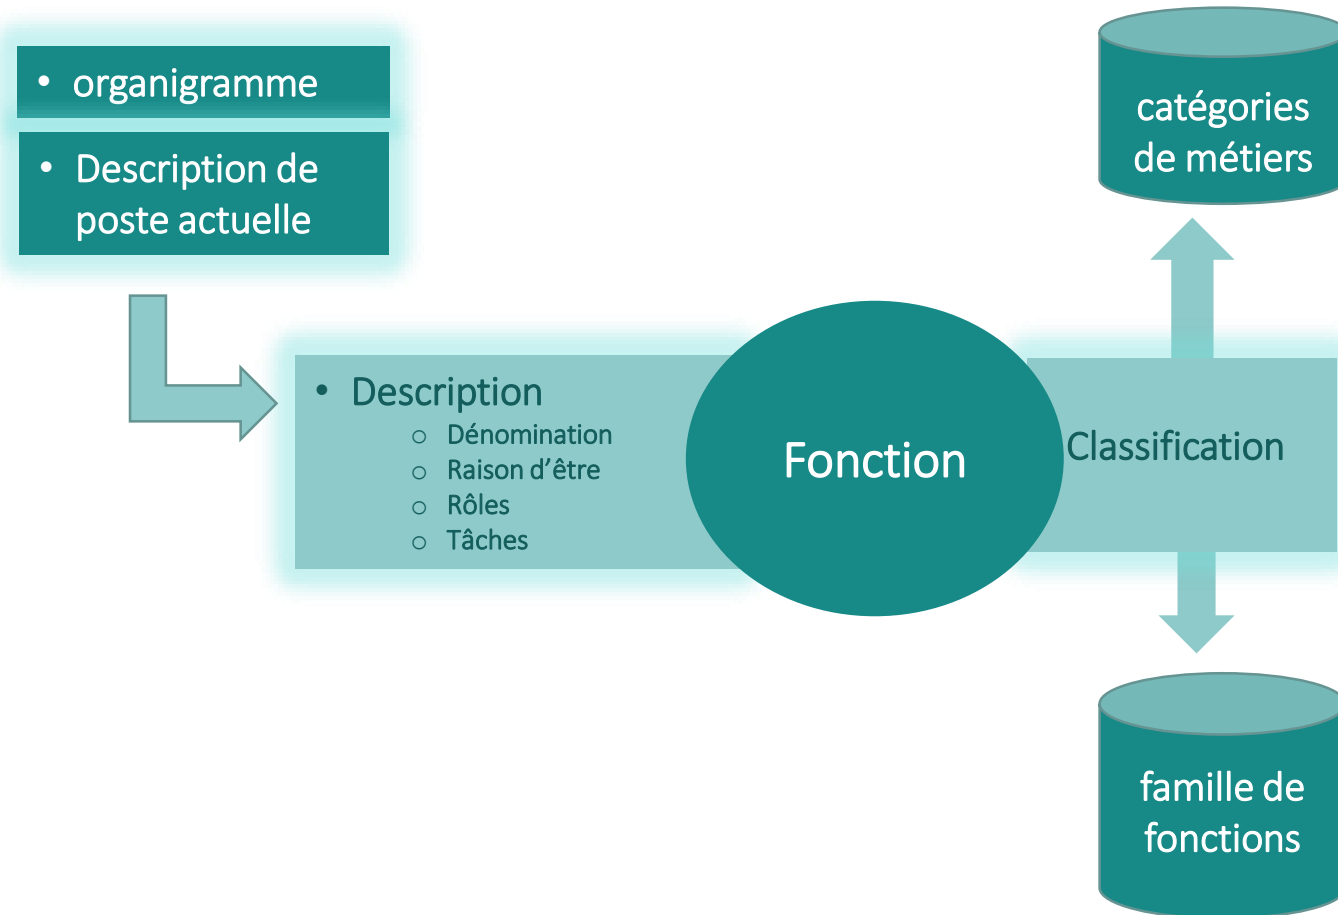 • organigramme
• Description de
poste actuelle
catégories
de métiers
• Description
o Dénomination
o Raison d’être
o Rôles
o Tâches
Fonction
Classification
famille de
fonctions